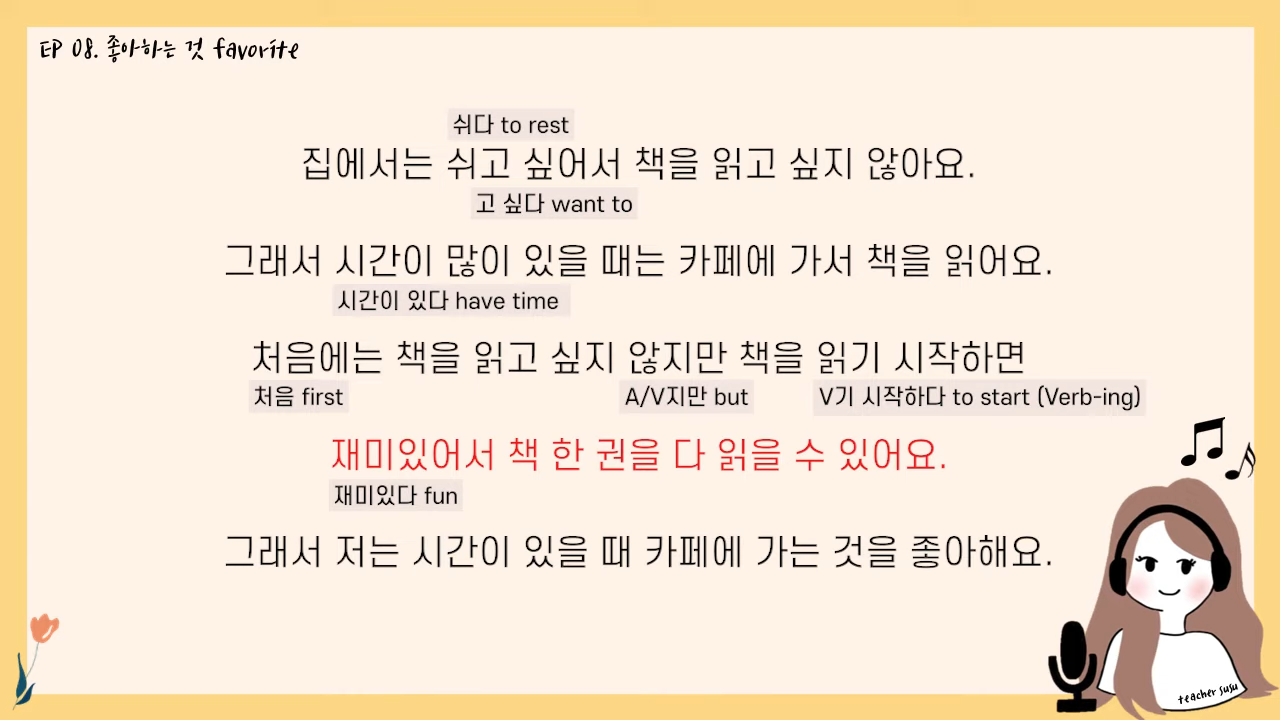 EP 08. 좋아하는 것 favorite
쉬다 to rest
집에서는 쉬고 싶어서 책을 읽고 싶지 않아요.
고 싶다 want to
그래서 시간이 많이 있을 때는 카페에 가서 책을 읽어요.
시간이 있다 have time
처음에는 책을 읽고 싶지 않지만 책을 읽기 시작하면
처음 first A/V지만 but V기 시작하다 to start (Verb-ing)
재미있어서 책 한 권을 다 읽을 수 있어요.
재미있다 fun
그래서 저는 시간이 있을 때 카페에 가는 것을 좋아해요.
teacher susu